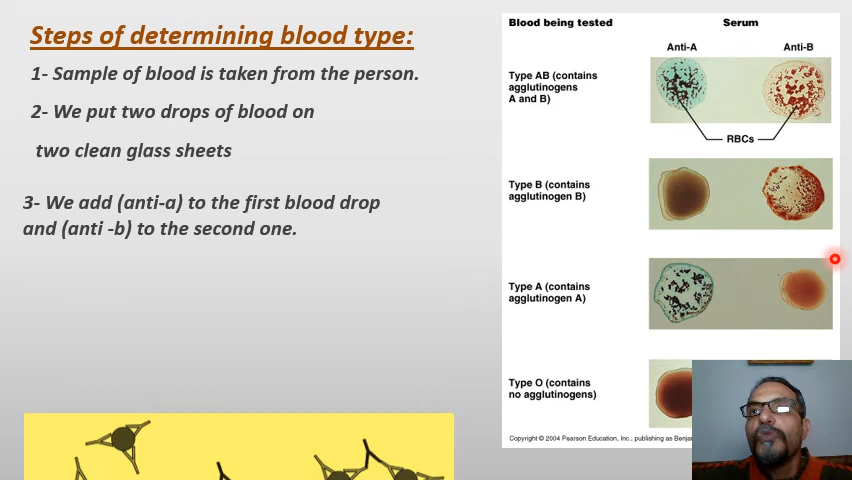 Steps of determining blood type:
1- Sample of blood is taken from the person.
2- We put two drops of blood on
two clean glass sheets
3- We add (anti-a) to the first blood drop
and (anti -b) to the second one.
Blood being tested
Serum
Anti-A
Anti-B
Type AB (contains
agglutinogens
A and B)
RBCs
Type B (contains
agglutinogen B)
Type A (contains
agglutinogen A)
Type O (contains
no agglutinogens)
Copyright © 2004 Pearson Education, Inc., publishing as